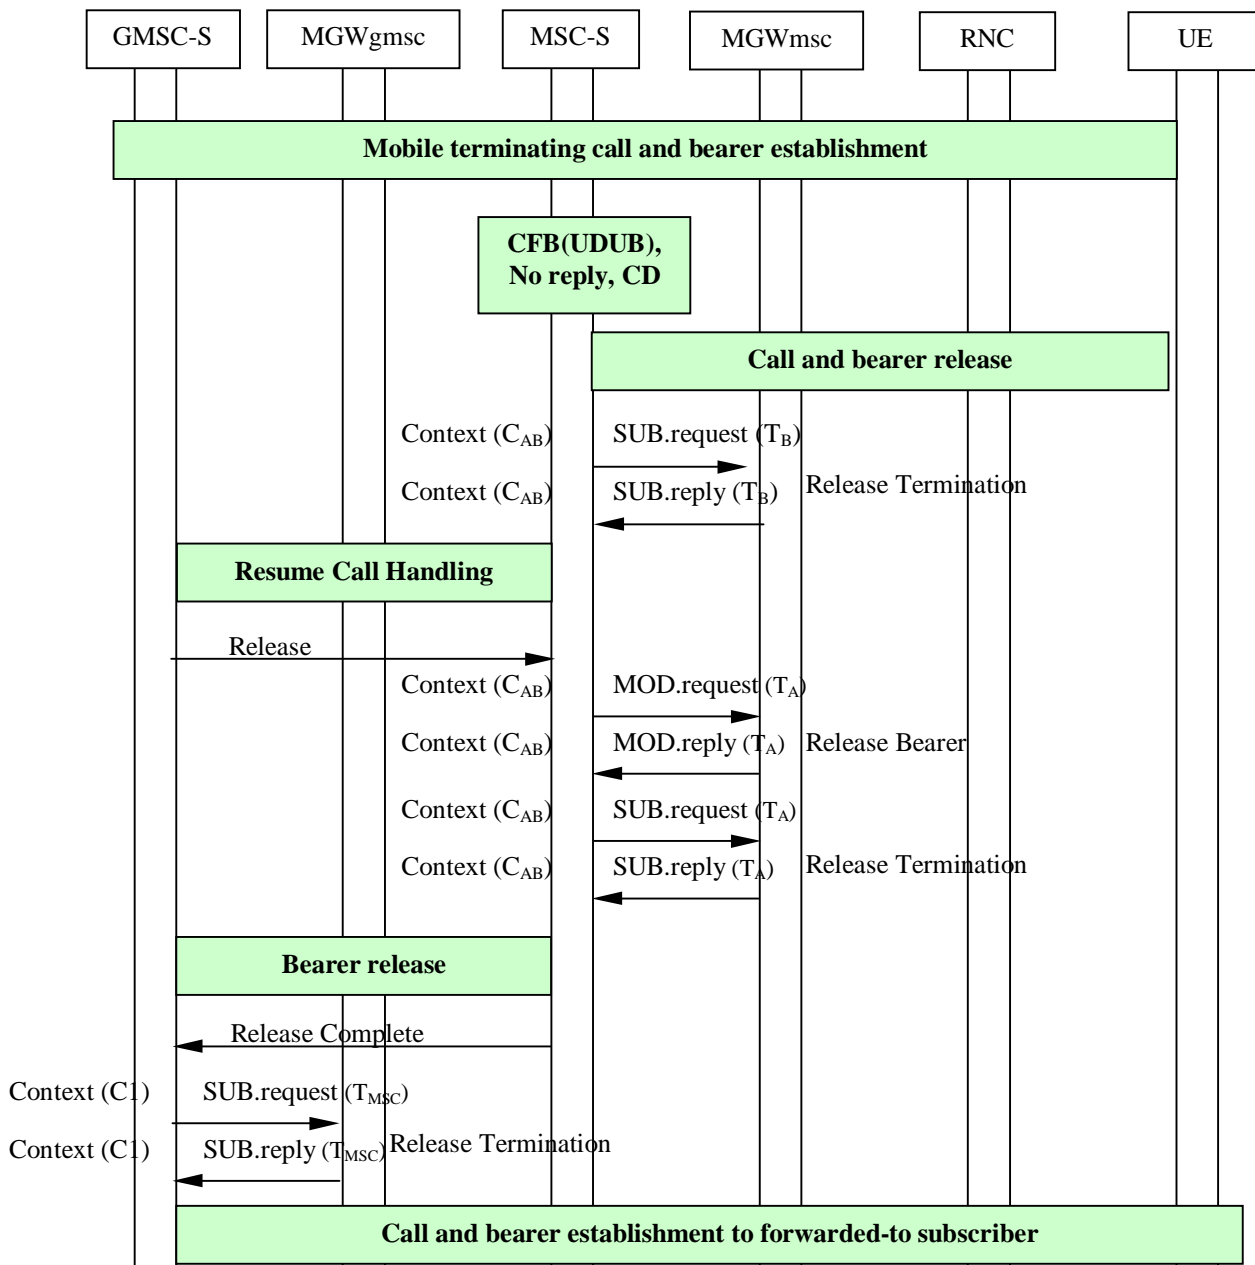 GMSC-S MGWgmsc MSC-S MGWmsc RNC UE
Mobile terminating call and bearer establishment
CFB(UDUB),
No reply, CD
Call and bearer release
Context (CAB) SUB.request (TB)
Context (CAB) SUB.reply (TB) Release Termination
Resume Call Handling
Release
Context (CAB) MOD.request (TA)
Context (CAB) MOD.reply (TA) Release Bearer
Context (CAB) SUB.request (TA)
Context (CAB) SUB.reply (TA) Release Termination
Bearer release
Release Complete
Context (C1) SUB.request (TMSC)
Context (C1) SUB.reply (TMSC) Release Termination
Call and bearer establishment to forwarded-to subscriber